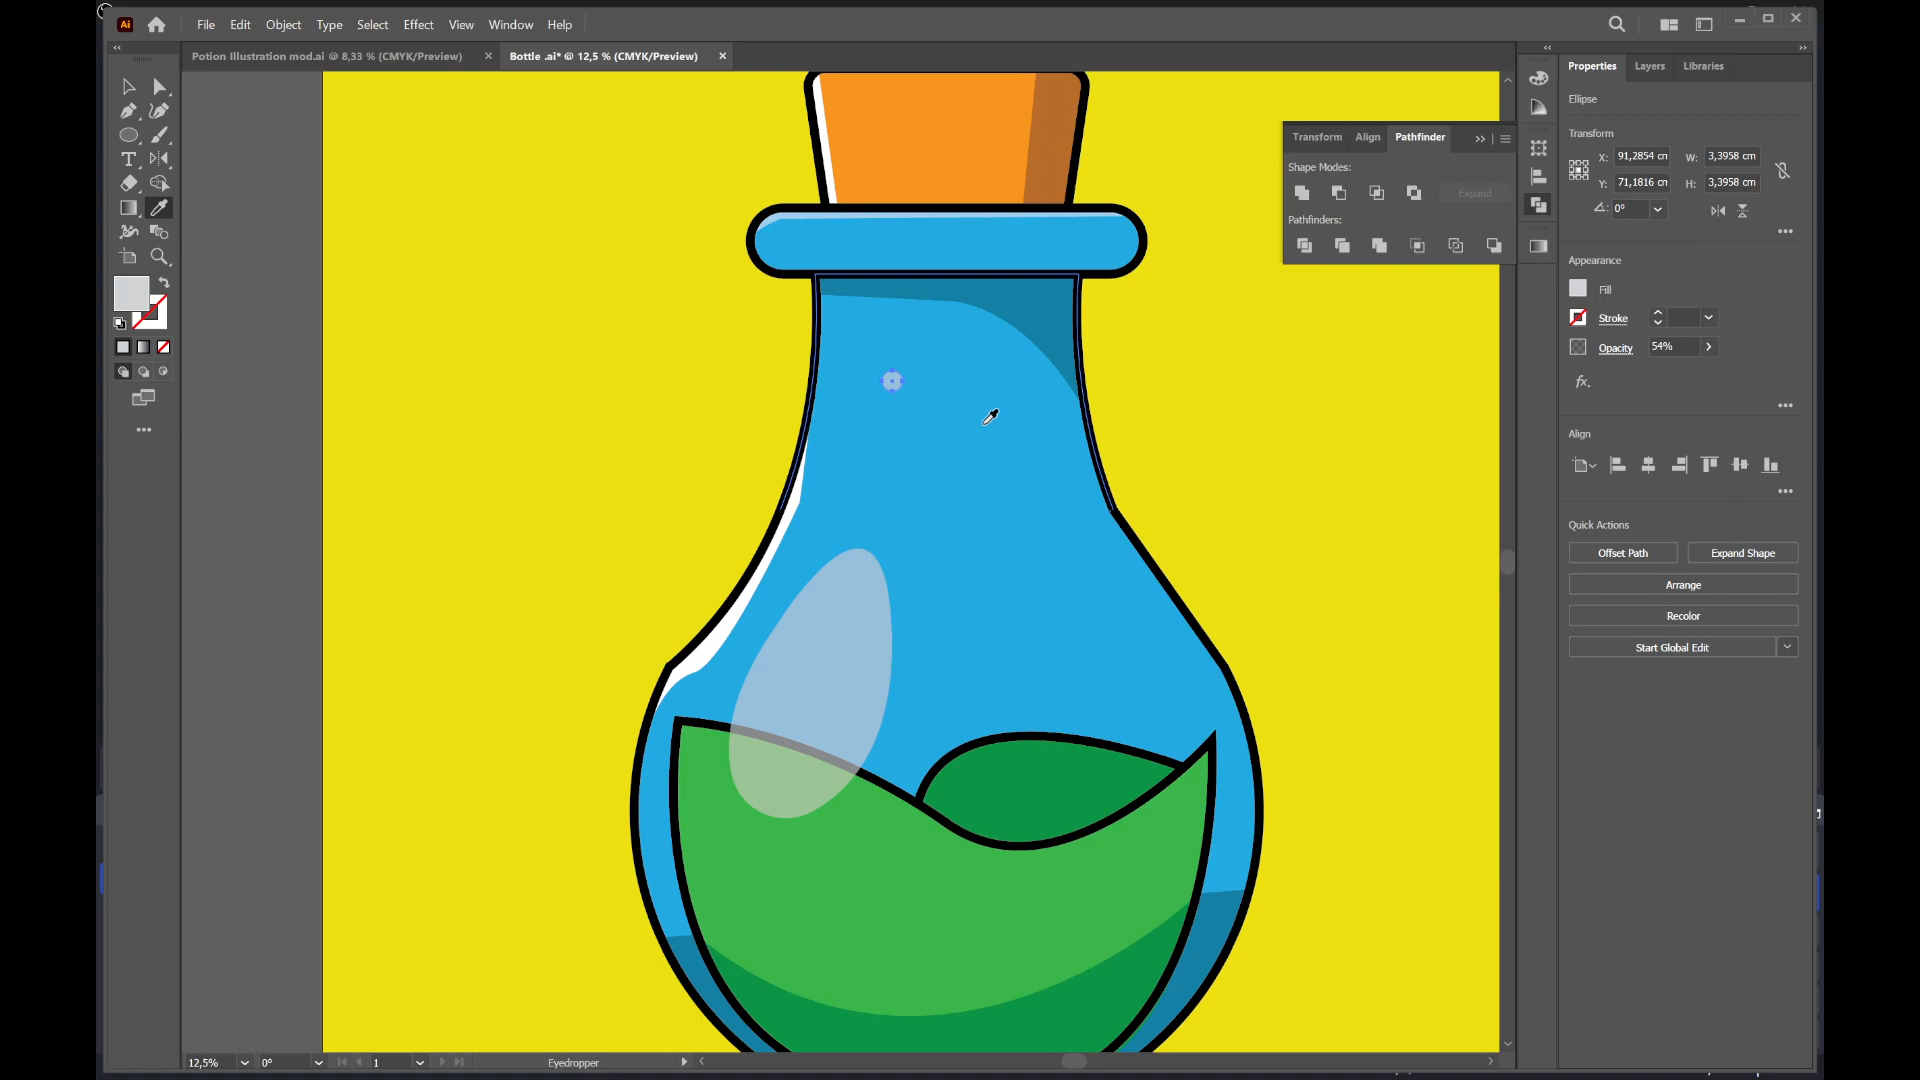 Ai File Edit Object Type Select Effect View Window Help
Potion Illustration mod.ai @ 8,33 % (CMYK/Preview) Bottle .ai* @ 12,5 % (CMYK/Preview)
Properties Layers Libraries
Ellipse
Transform
X: 91,2854 cm W: 3,3958 cm
Y: 71,1816 cm H: 3,3958 cm
0°
Transform Align Pathfinder
Shape Modes:
Expand
Pathfinders:
Appearance
Fill
Stroke
Opacity 54%
fx.
Align
Quick Actions
Offset Path Expand Shape
Arrange
Recolor
Start Global Edit
12,5% 0° 1 Eyedropper